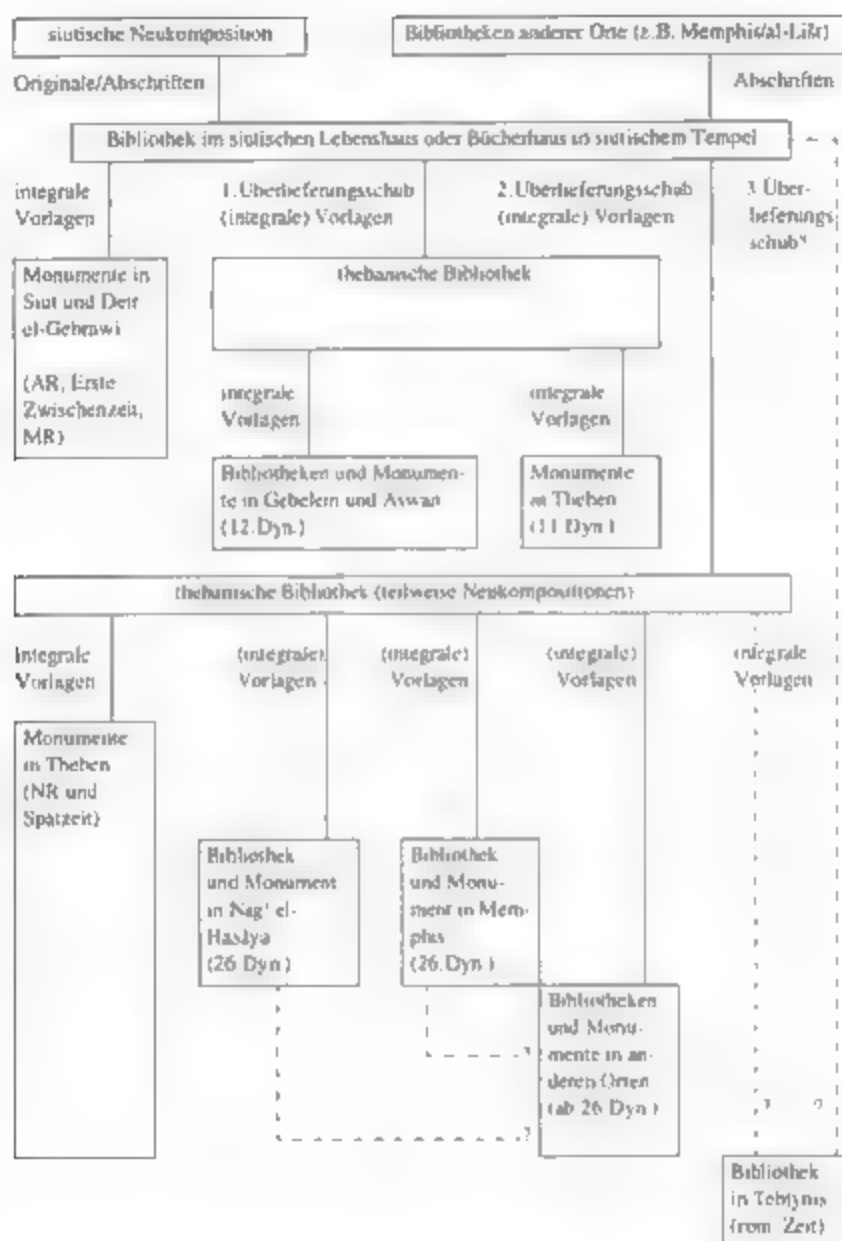 siutische Neukomposition
Bibliotheken anderer Orte (z.B. Memphis/al-Lišt)
Originale/Abschriften
Abschriften
Bibliothek im siutischen Lebenshaus oder Bücherhaus in siutischem Tempel
integrale
Vorlagen
1.Überlieferungsschub
(integrale) Vorlagen
2.Überlieferungsschub
(integrale) Vorlagen
3.Über-
lieferungs-
schub?
Monumente in
Siut und Deir
el-Gebrawi
(AR, Erste
Zwischenzeit,
MR)
thebanische Bibliothek
integrale
Vorlagen
integrale
Vorlagen
Bibliotheken und Monumen-
te in Gebelein und Aswan
(12.Dyn.)
Monumente
in Theben
(11.Dyn.)
thebanische Bibliothek (teilweise Neukompositionen)
integrale
Vorlagen
(integrale)
Vorlagen
(integrale)
Vorlagen
(integrale)
Vorlagen
integrale
Vorlagen
Monumente
in Theben
(NR und
Spätzeit)
Bibliothek
und Monument
in Nag' el-
Hasäya
(26.Dyn.)
Bibliothek
und Monu-
ment in Mem-
phis
(26.Dyn.)
Bibliotheken
und Monu-
mente in an-
deren Orten
(ab 26.Dyn.)
?
?
? ?
Bibliothek
in Tebtynis
(röm. Zeit)